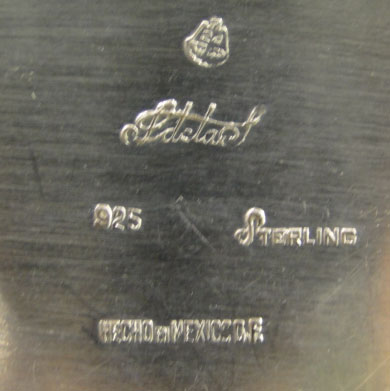 925 Sterling
HECHO EN MEXICO D.F.